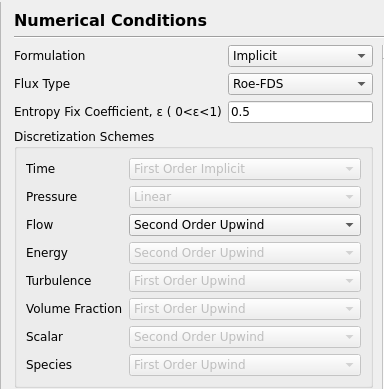 Numerical Conditions
Formulation Implicit
Flux Type Roe-FDS
Entropy Fix Coefficient, ε ( 0<ε<1) 0.5
Discretization Schemes
Time First Order Implicit
Pressure Linear
Flow Second Order Upwind
Energy Second Order Upwind
Turbulence First Order Upwind
Volume Fraction First Order Upwind
Scalar Second Order Upwind
Species First Order Upwind